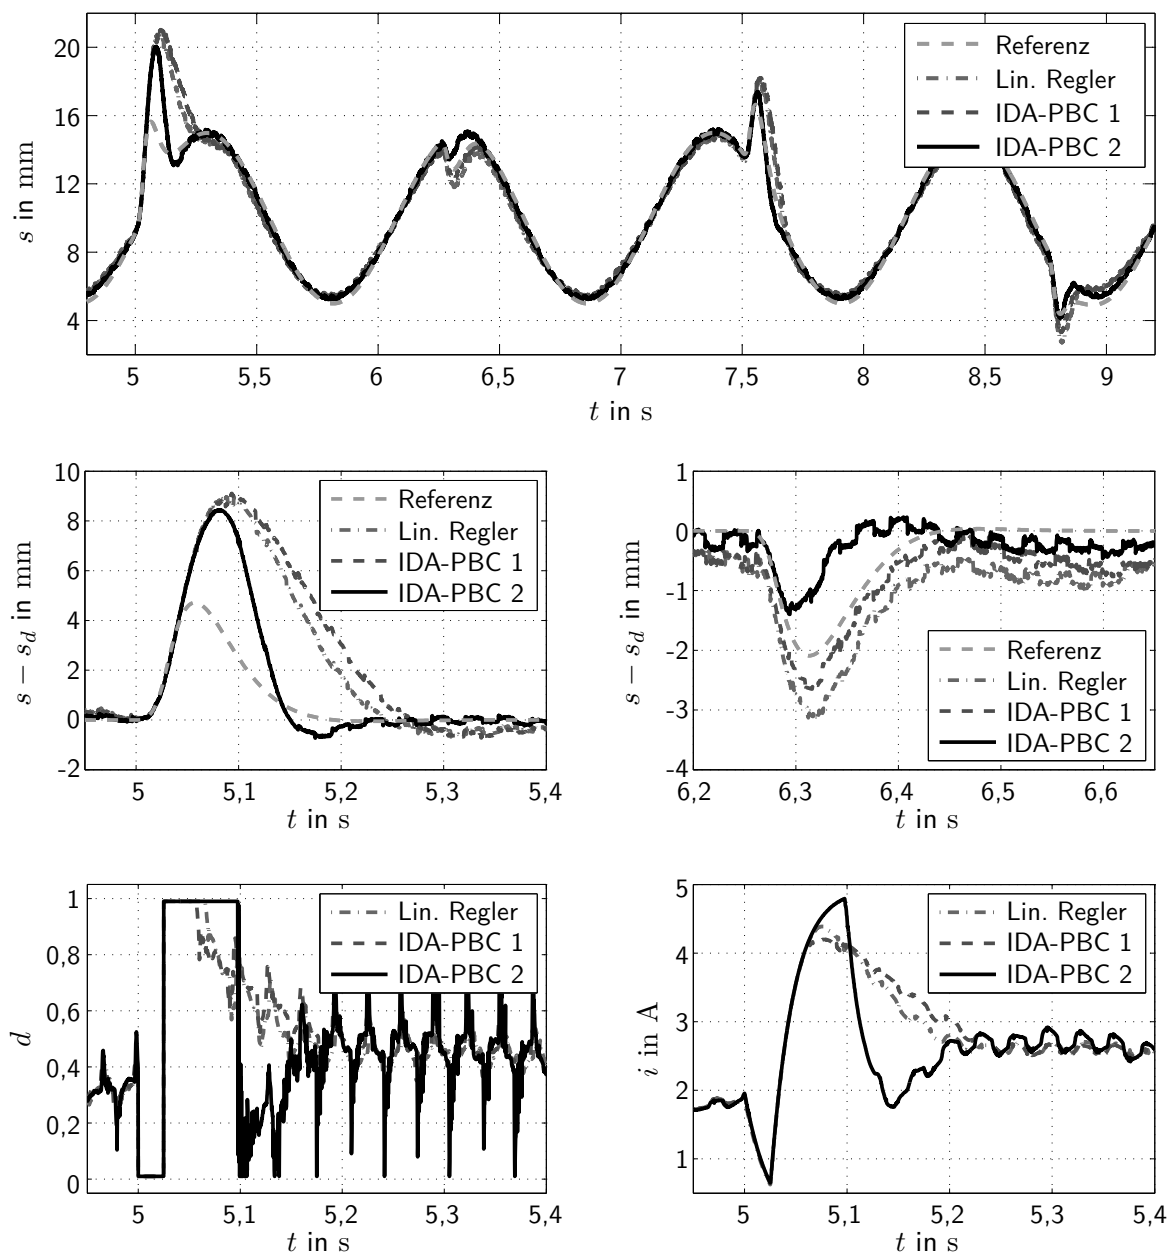 20
16
12
8
4
s in mm
Referenz
Lin. Regler
IDA-PBC 1
IDA-PBC 2
5 5,5 6 6,5 7 7,5 8 8,5 9
t in s
10
8
6
4
2
0
-2
s − s_d in mm
Referenz
Lin. Regler
IDA-PBC 1
IDA-PBC 2
5 5,1 5,2 5,3 5,4
t in s
1
0
-1
-2
-3
-4
s − s_d in mm
Referenz
Lin. Regler
IDA-PBC 1
IDA-PBC 2
6,2 6,3 6,4 6,5 6,6
t in s
1
0,8
0,6
0,4
0,2
0
d
Lin. Regler
IDA-PBC 1
IDA-PBC 2
5 5,1 5,2 5,3 5,4
t in s
5
4
3
2
1
i in A
Lin. Regler
IDA-PBC 1
IDA-PBC 2
5 5,1 5,2 5,3 5,4
t in s